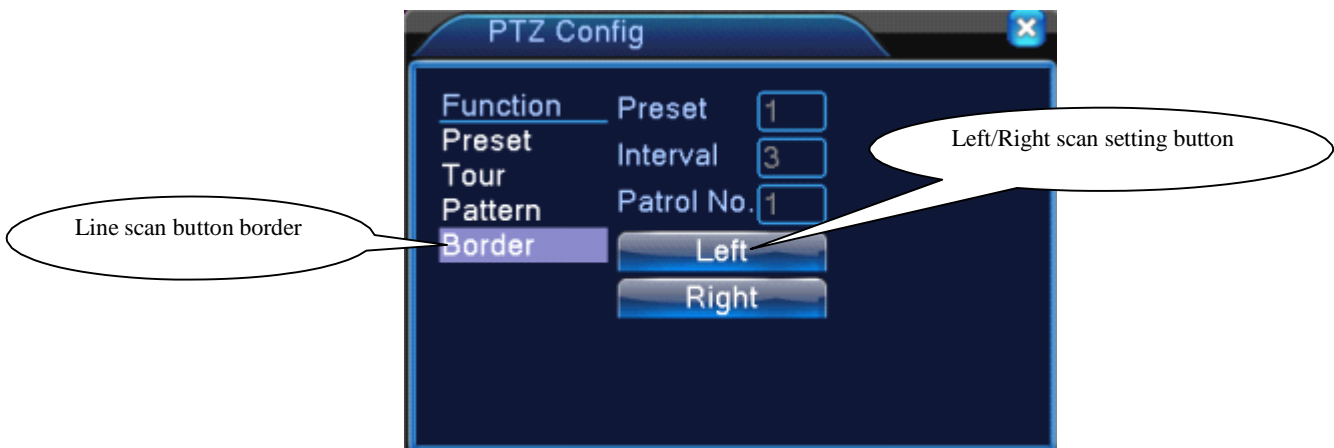 PTZ Config
Function
Preset
Tour
Pattern
Border
Preset 1
Interval 3
Patrol No. 1
Left
Right
Line scan button border
Left/Right scan setting button